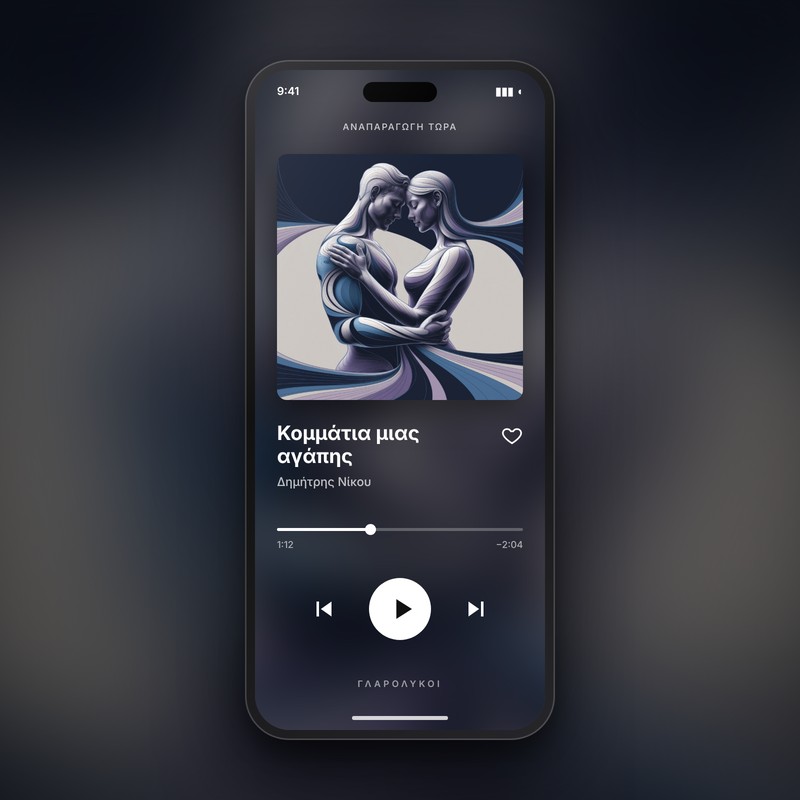 9:41
ΑΝΑΠΑΡΑΓΩΓΗ ΤΩΡΑ
Κομμάτια μιας
αγάπης
Δημήτρης Νίκου
1:12
−2:04
ΓΛΑΡΟΛΥΚΟΙ